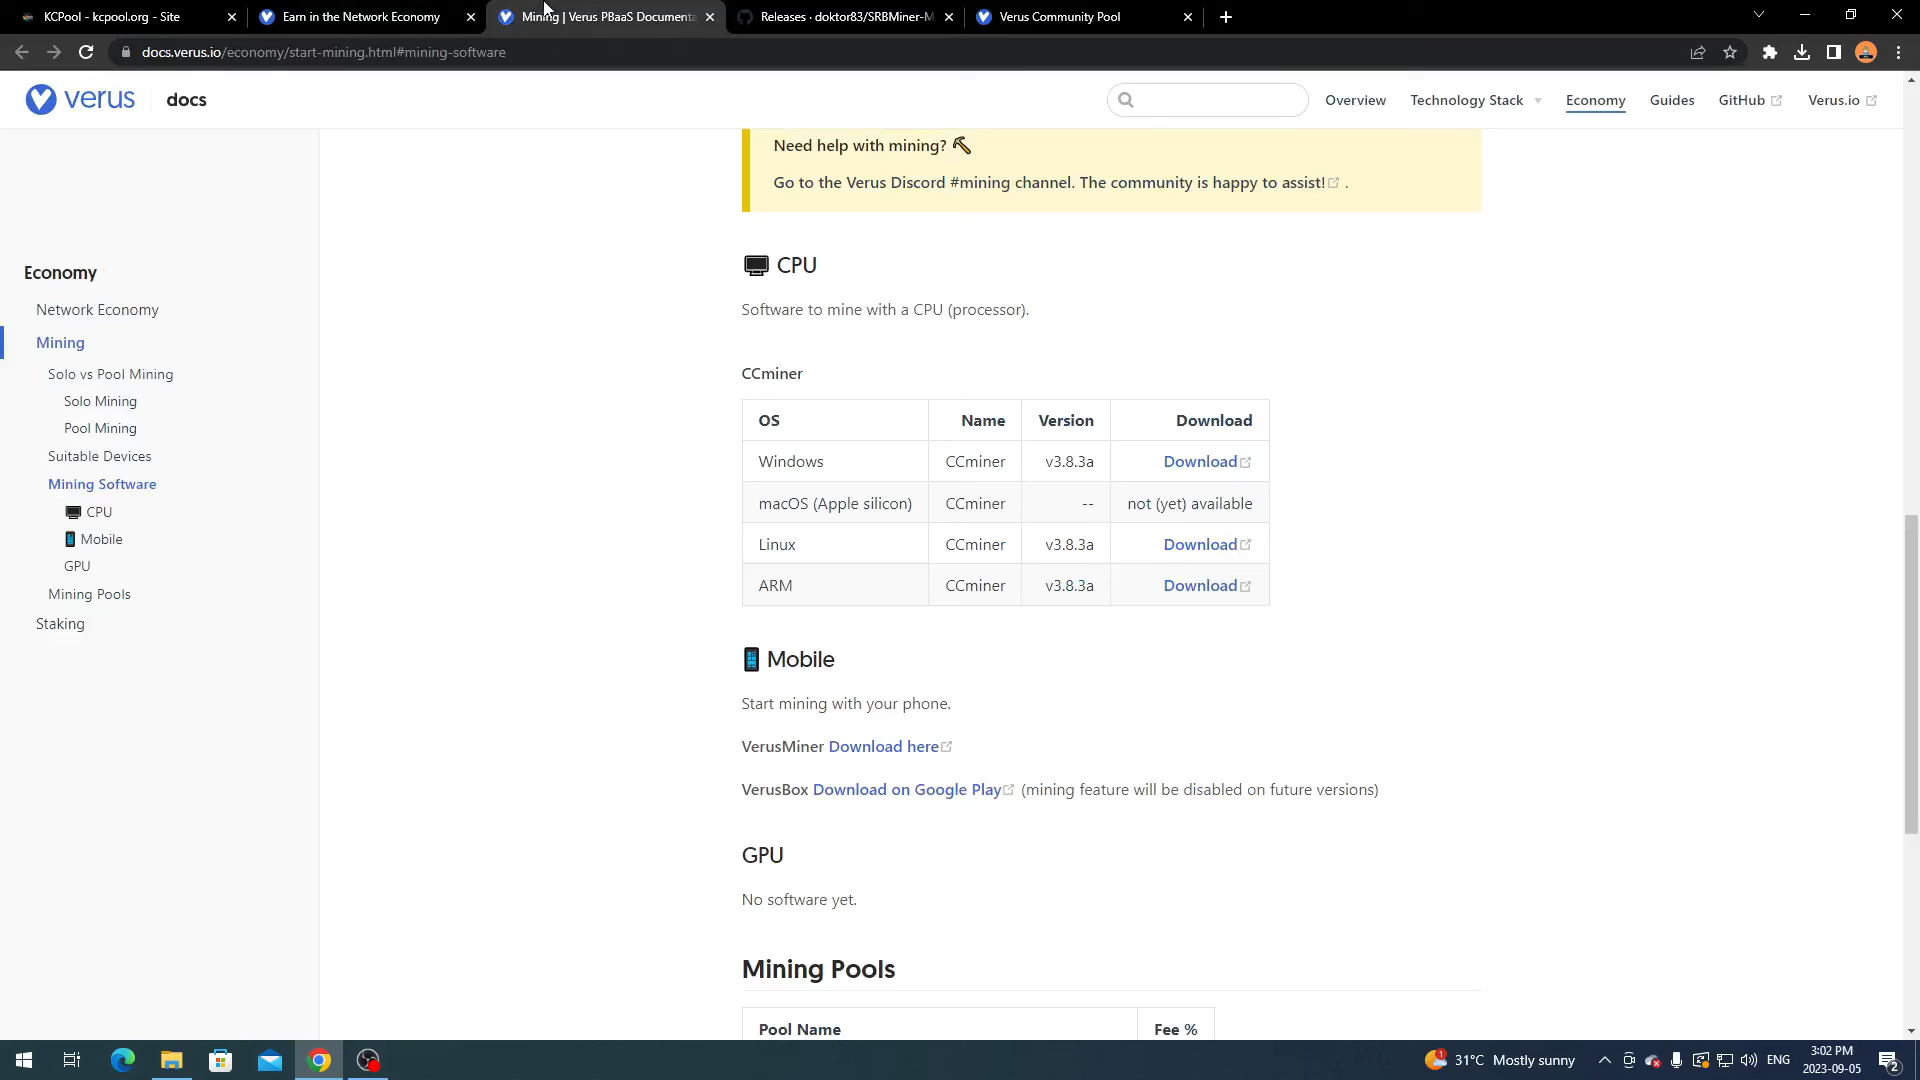 KCPool - kcpool.org - Site
Earn in the Network Economy
Mining | Verus PBaaS Documenta
Releases · doktor83/SRBMiner-M
Verus Community Pool
docs.verus.io/economy/start-mining.html#mining-software
verus docs
Overview
Technology Stack
Economy
Guides
GitHub
Verus.io
Need help with mining?
Go to the Verus Discord #mining channel. The community is happy to assist! .
Economy
Network Economy
Mining
Solo vs Pool Mining
Solo Mining
Pool Mining
Suitable Devices
Mining Software
CPU
Mobile
GPU
Mining Pools
Staking
CPU
Software to mine with a CPU (processor).
CCminer
OS Name Version Download
Windows CCminer v3.8.3a Download
macOS (Apple silicon) CCminer -- not (yet) available
Linux CCminer v3.8.3a Download
ARM CCminer v3.8.3a Download
Mobile
Start mining with your phone.
VerusMiner Download here
VerusBox Download on Google Play (mining feature will be disabled on future versions)
GPU
No software yet.
Mining Pools
Pool Name Fee %
1
31°C Mostly sunny
ENG
3:02 PM
2023-09-05
2